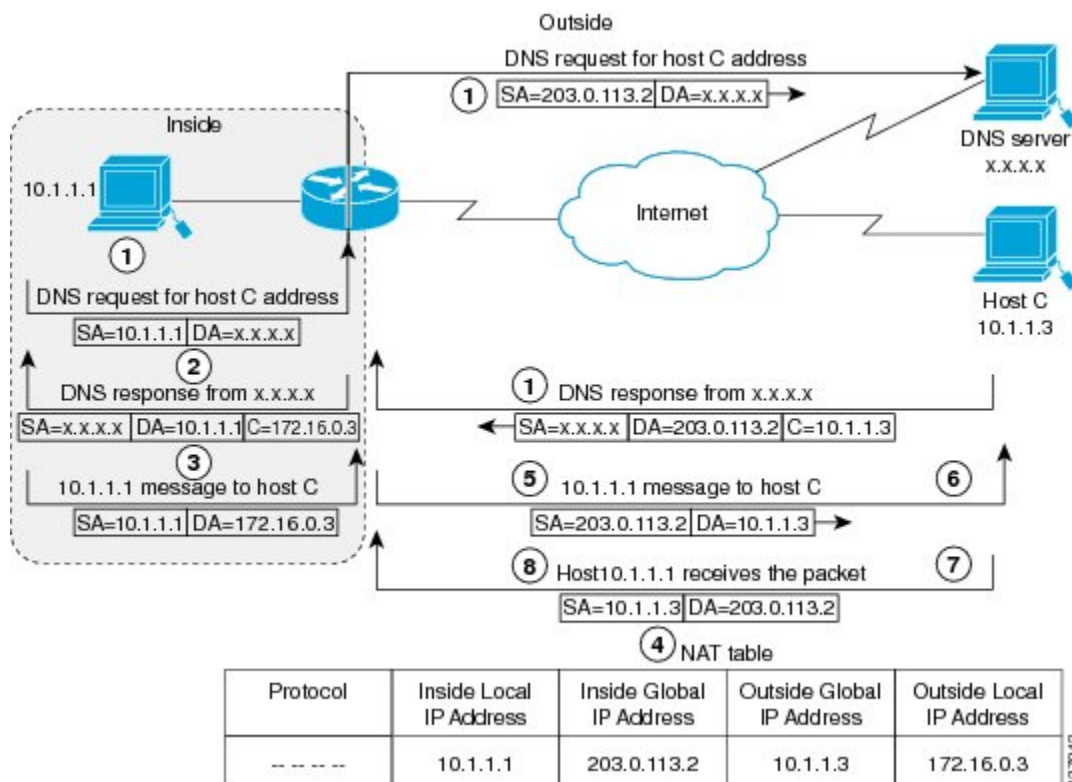 Outside
DNS request for host C address
1 SA=203.0.113.2 DA=x.x.x.x
Inside
DNS server
x.x.x.x
10.1.1.1
Internet
1
DNS request for host C address
SA=10.1.1.1 DA=x.x.x.x
Host C
10.1.1.3
2
DNS response from x.x.x.x
SA=x.x.x.x DA=10.1.1.1 C=172.16.0.3
1 DNS response from x.x.x.x
SA=x.x.x.x DA=203.0.113.2 C=10.1.1.3
3
10.1.1.1 message to host C
SA=10.1.1.1 DA=172.16.0.3
5 10.1.1.1 message to host C 6
SA=203.0.113.2 DA=10.1.1.3
8 Host10.1.1.1 receives the packet 7
SA=10.1.1.3 DA=203.0.113.2
4 NAT table
Protocol Inside Local IP Address Inside Global IP Address Outside Global IP Address Outside Local IP Address
-- -- -- -- 10.1.1.1 203.0.113.2 10.1.1.3 172.16.0.3